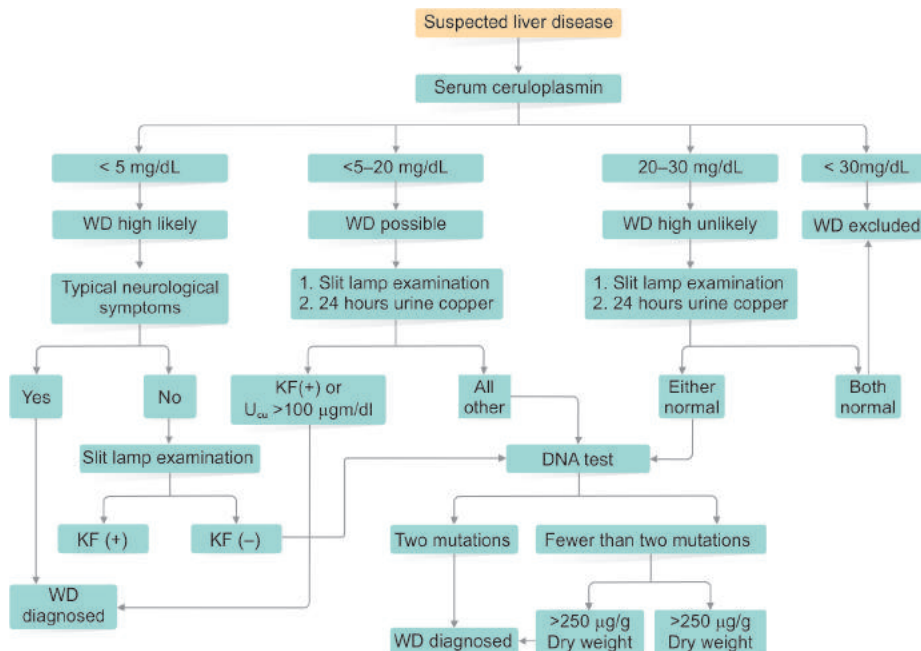 Suspected liver disease
Serum ceruloplasmin
< 5 mg/dL
<5–20 mg/dL
20–30 mg/dL
< 30mg/dL
WD high likely
WD possible
WD high unlikely
WD excluded
Typical neurological
symptoms
1. Slit lamp examination
2. 24 hours urine copper
1. Slit lamp examination
2. 24 hours urine copper
Yes
No
KF(+) or
Ucu >100 μgm/dl
All
other
Either
normal
Both
normal
Slit lamp examination
DNA test
KF (+)
KF (–)
Two mutations
Fewer than two mutations
WD
diagnosed
WD diagnosed
>250 μg/g
Dry weight
>250 μg/g
Dry weight